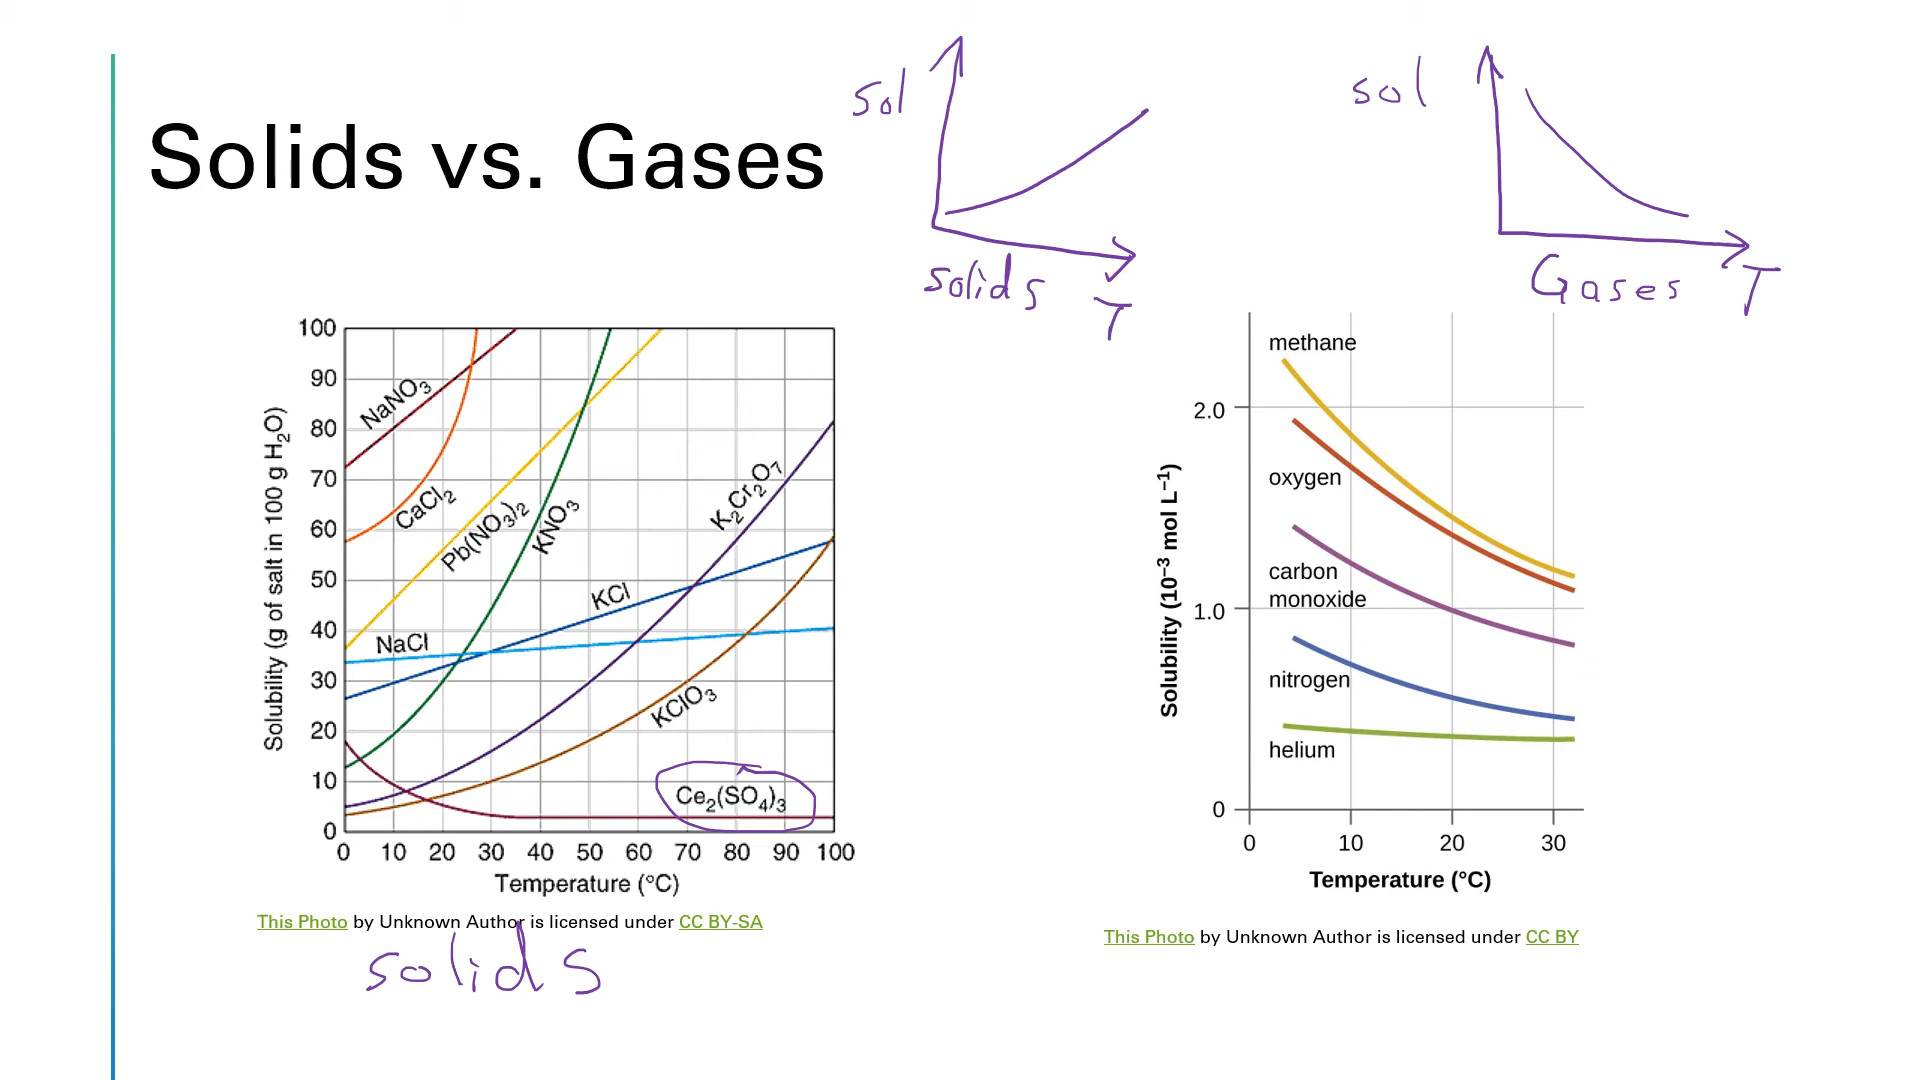 sol
sol
Solids vs. Gases
solids
T
Gases
T
100
90
80
70
60
50
40
30
20
10
0
Solubility (g of salt in 100 g H₂O)
NaNO₃
CaCl₂
Pb(NO₃)₂
KNO₃
K₂Cr₂O₇
KCl
NaCl
KClO₃
Ce₂(SO₄)₃
0 10 20 30 40 50 60 70 80 90 100
Temperature (°C)
This Photo by Unknown Author is licensed under CC BY-SA
solids
methane
2.0
oxygen
Solubility (10⁻³ mol L⁻¹)
carbon
monoxide
1.0
nitrogen
helium
0
0 10 20 30
Temperature (°C)
This Photo by Unknown Author is licensed under CC BY